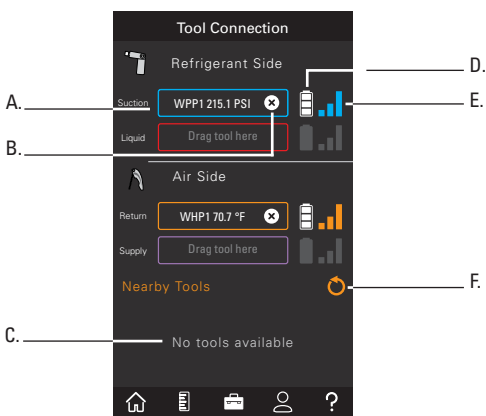 Tool Connection
Refrigerant Side
D.
A.
Suction
WPP1 215.1 PSI
E.
Liquid
Drag tool here
B.
Air Side
Return
WHP1 70.7 °F
Supply
Drag tool here
Nearby Tools
F.
C.
No tools available
?